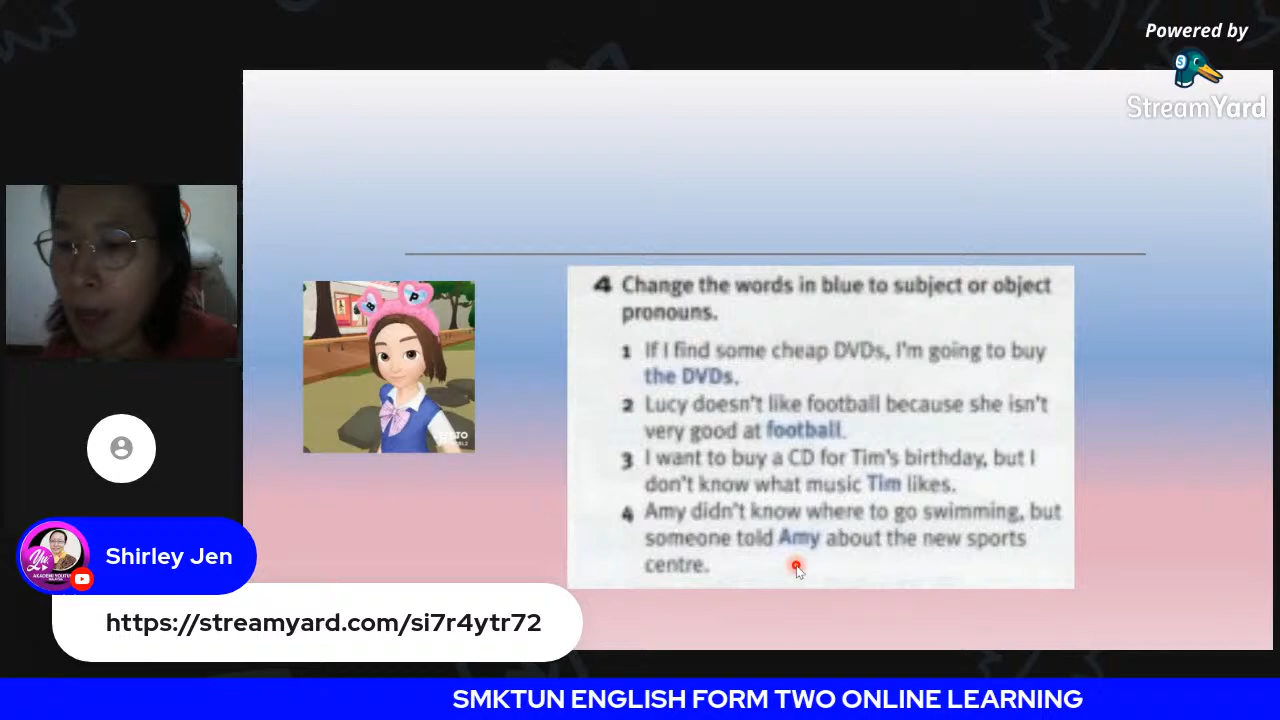 Powered by
StreamYard
4 Change the words in blue to subject or object
pronouns.
1 If I find some cheap DVDs, I'm going to buy
the DVDs.
2 Lucy doesn't like football because she isn't
very good at football.
3 I want to buy a CD for Tim's birthday, but I
don't know what music Tim likes.
4 Amy didn't know where to go swimming, but
someone told Amy about the new sports
centre.
B P
Shirley Jen
https://streamyard.com/si7r4ytr72
SMKTUN ENGLISH FORM TWO ONLINE LEARNING